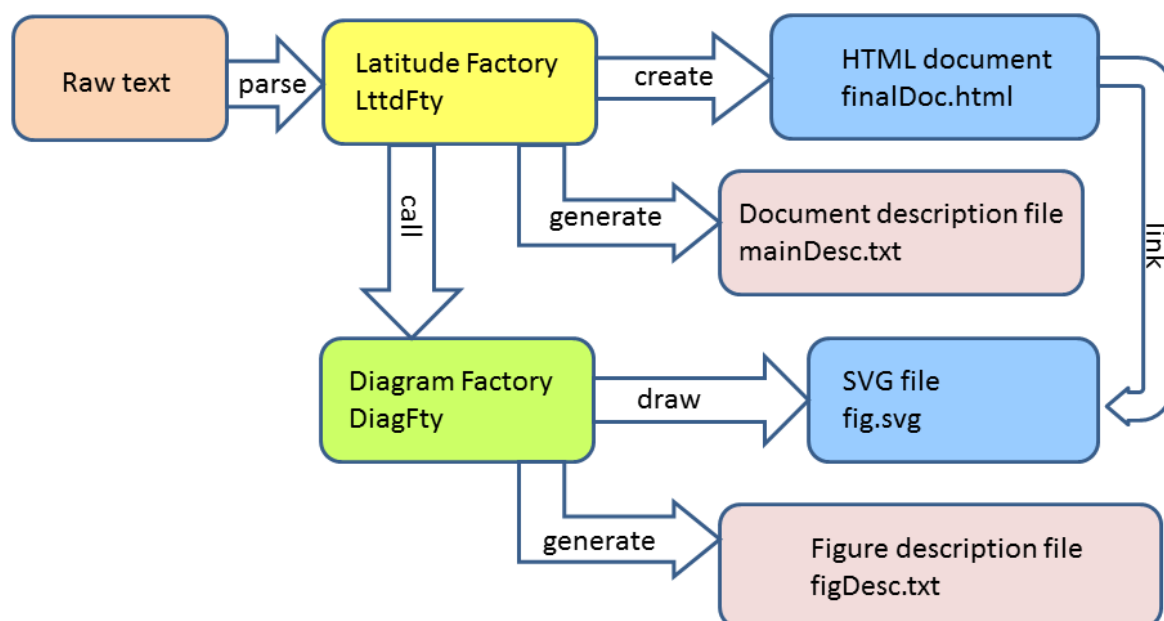 Raw text
parse
Latitude Factory
LttdFty
create
HTML document
finalDoc.html
call
generate
Document description file
mainDesc.txt
link
Diagram Factory
DiagFty
draw
SVG file
fig.svg
generate
Figure description file
figDesc.txt